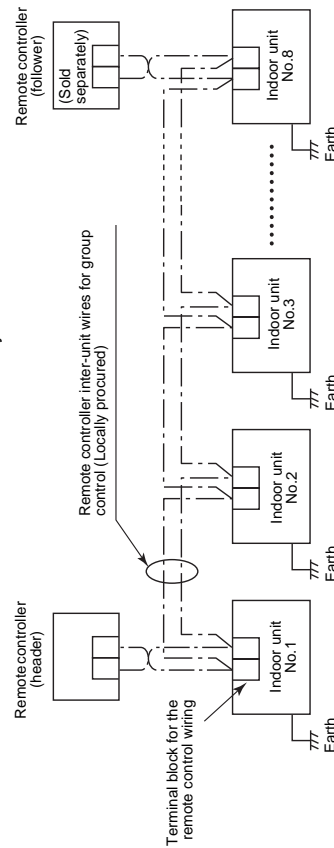 Remote controller
(header)
Remote controller inter-unit wires for group
control (Locally procured)
Remote controller
(follower)
(Sold
separately)
Terminal block for the
remote control wiring
Indoor unit
No.1
Indoor unit
No.2
Indoor unit
No.3
Indoor unit
No.8
Earth
Earth
Earth
Earth